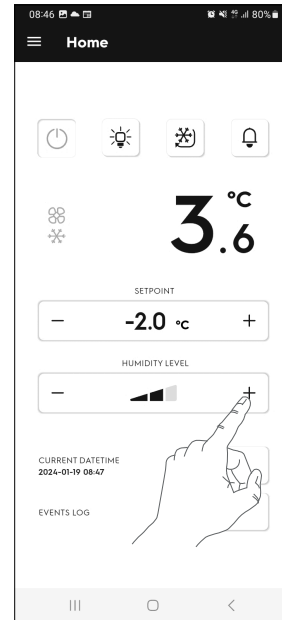 08:46 4G 80%
Home
3.6 °C
SETPOINT
− -2.0 °C +
HUMIDITY LEVEL
− +
CURRENT DATETIME
2024-01-19 08:47
EVENTS LOG